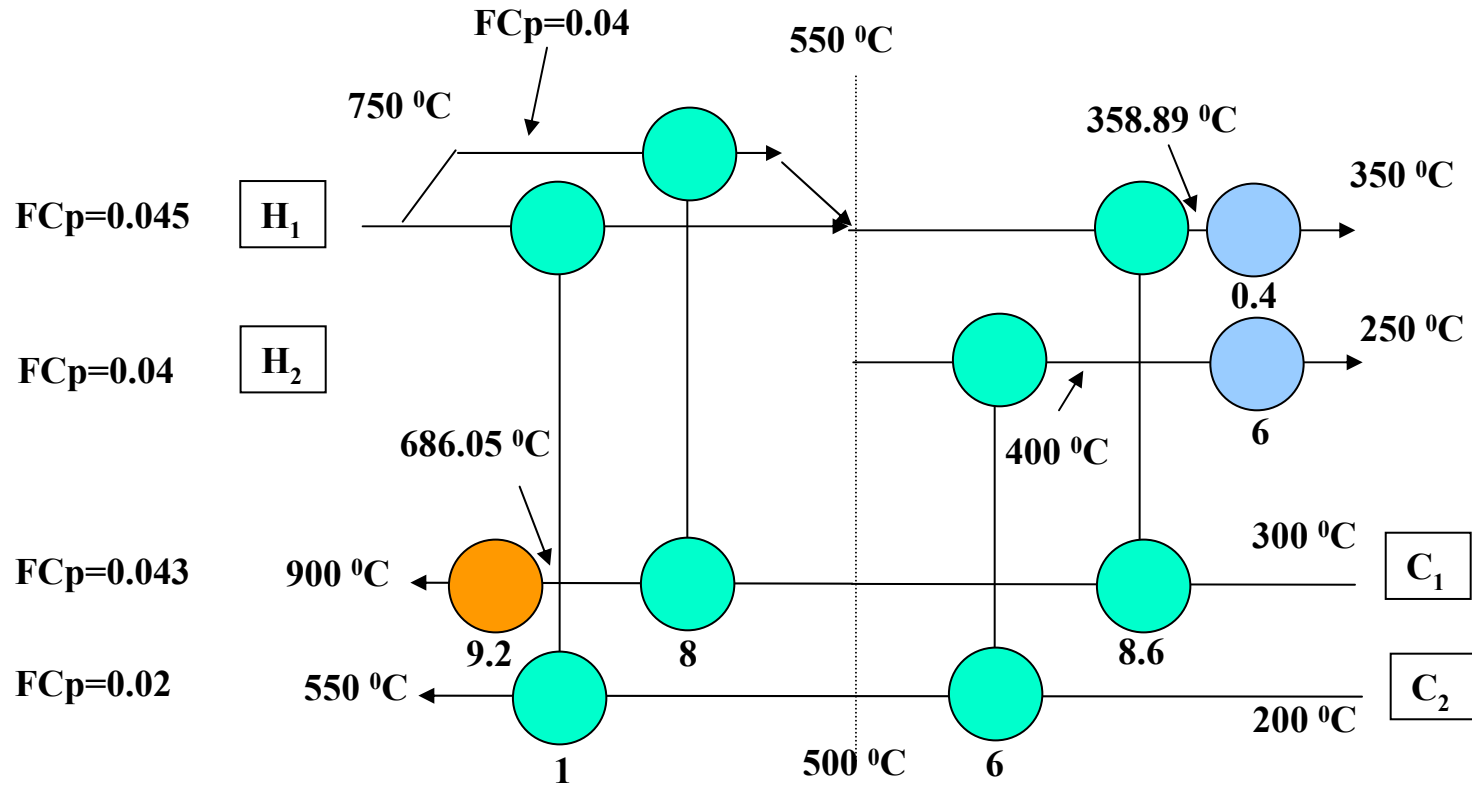 FCp=0.04
550 ⁰C
750 ⁰C
358.89 ⁰C
350 ⁰C
FCp=0.045
H₁
0.4
250 ⁰C
FCp=0.04
H₂
6
686.05 ⁰C
400 ⁰C
300 ⁰C
FCp=0.043
900 ⁰C
C₁
9.2
8
8.6
FCp=0.02
550 ⁰C
C₂
200 ⁰C
1
500 ⁰C
6